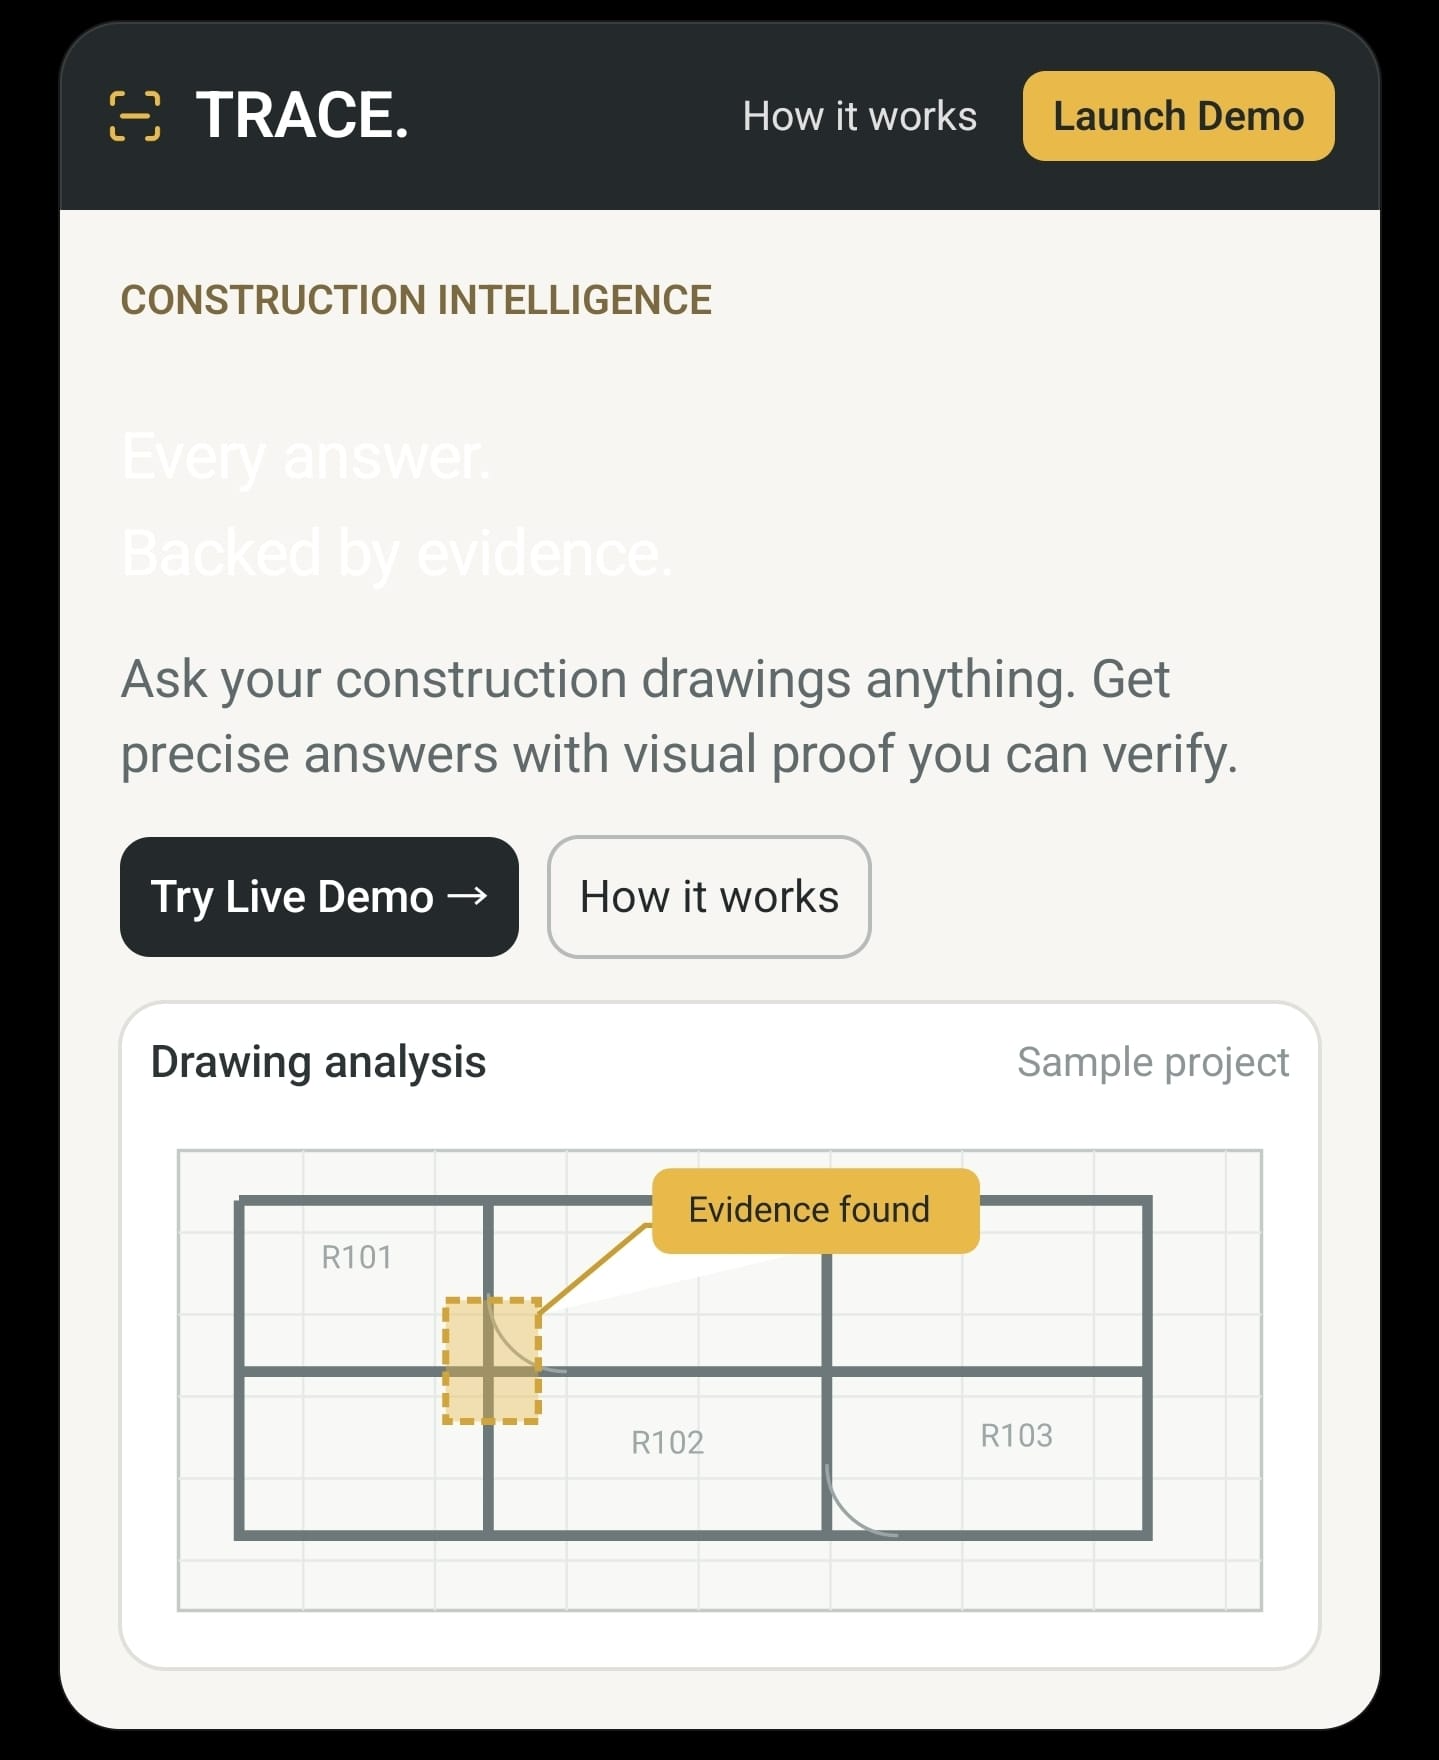 TRACE.
How it works
Launch Demo
CONSTRUCTION INTELLIGENCE
Every answer.
Backed by evidence.
Ask your construction drawings anything. Get
precise answers with visual proof you can verify.
Try Live Demo →
How it works
Drawing analysis
Sample project
Evidence found
R101
R102
R103